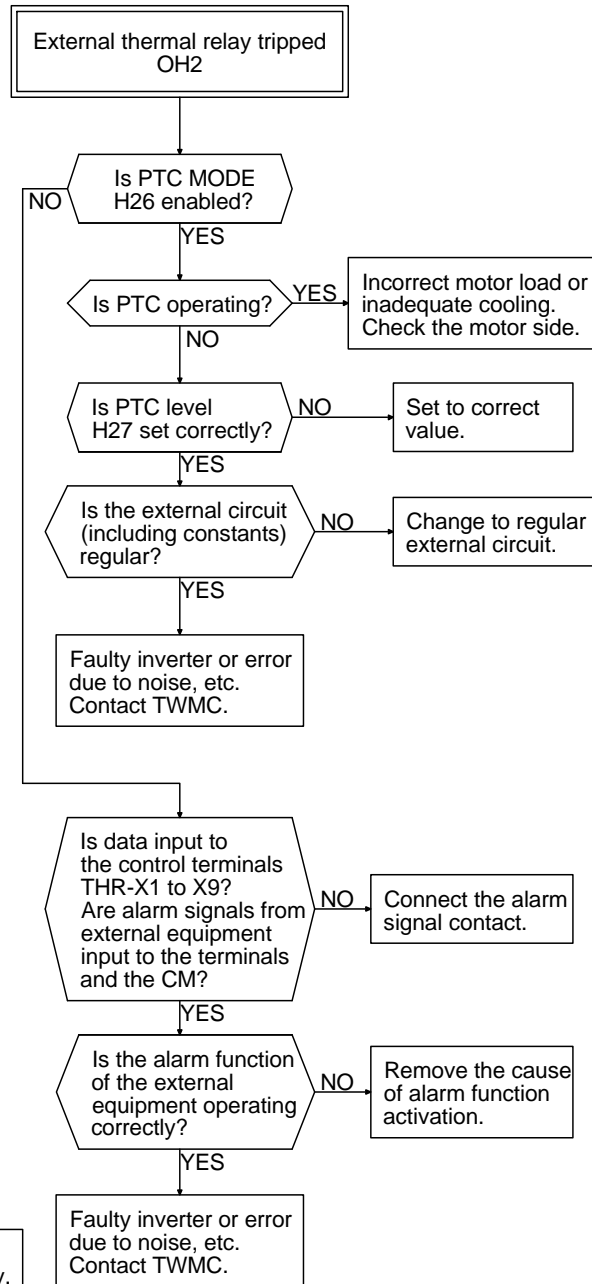 External thermal relay tripped
OH2
Is PTC MODE
H26 enabled?
NO
YES
Is PTC operating?
YES
Incorrect motor load or
inadequate cooling.
Check the motor side.
NO
Is PTC level
H27 set correctly?
NO
Set to correct
value.
YES
Is the external circuit
(including constants)
regular?
NO
Change to regular
external circuit.
YES
Faulty inverter or error
due to noise, etc.
Contact TWMC.
Is data input to
the control terminals
THR-X1 to X9?
Are alarm signals from
external equipment
input to the terminals
and the CM?
NO
Connect the alarm
signal contact.
YES
Is the alarm function
of the external
equipment operating
correctly?
NO
Remove the cause
of alarm function
activation.
YES
Faulty inverter or error
due to noise, etc.
Contact TWMC.